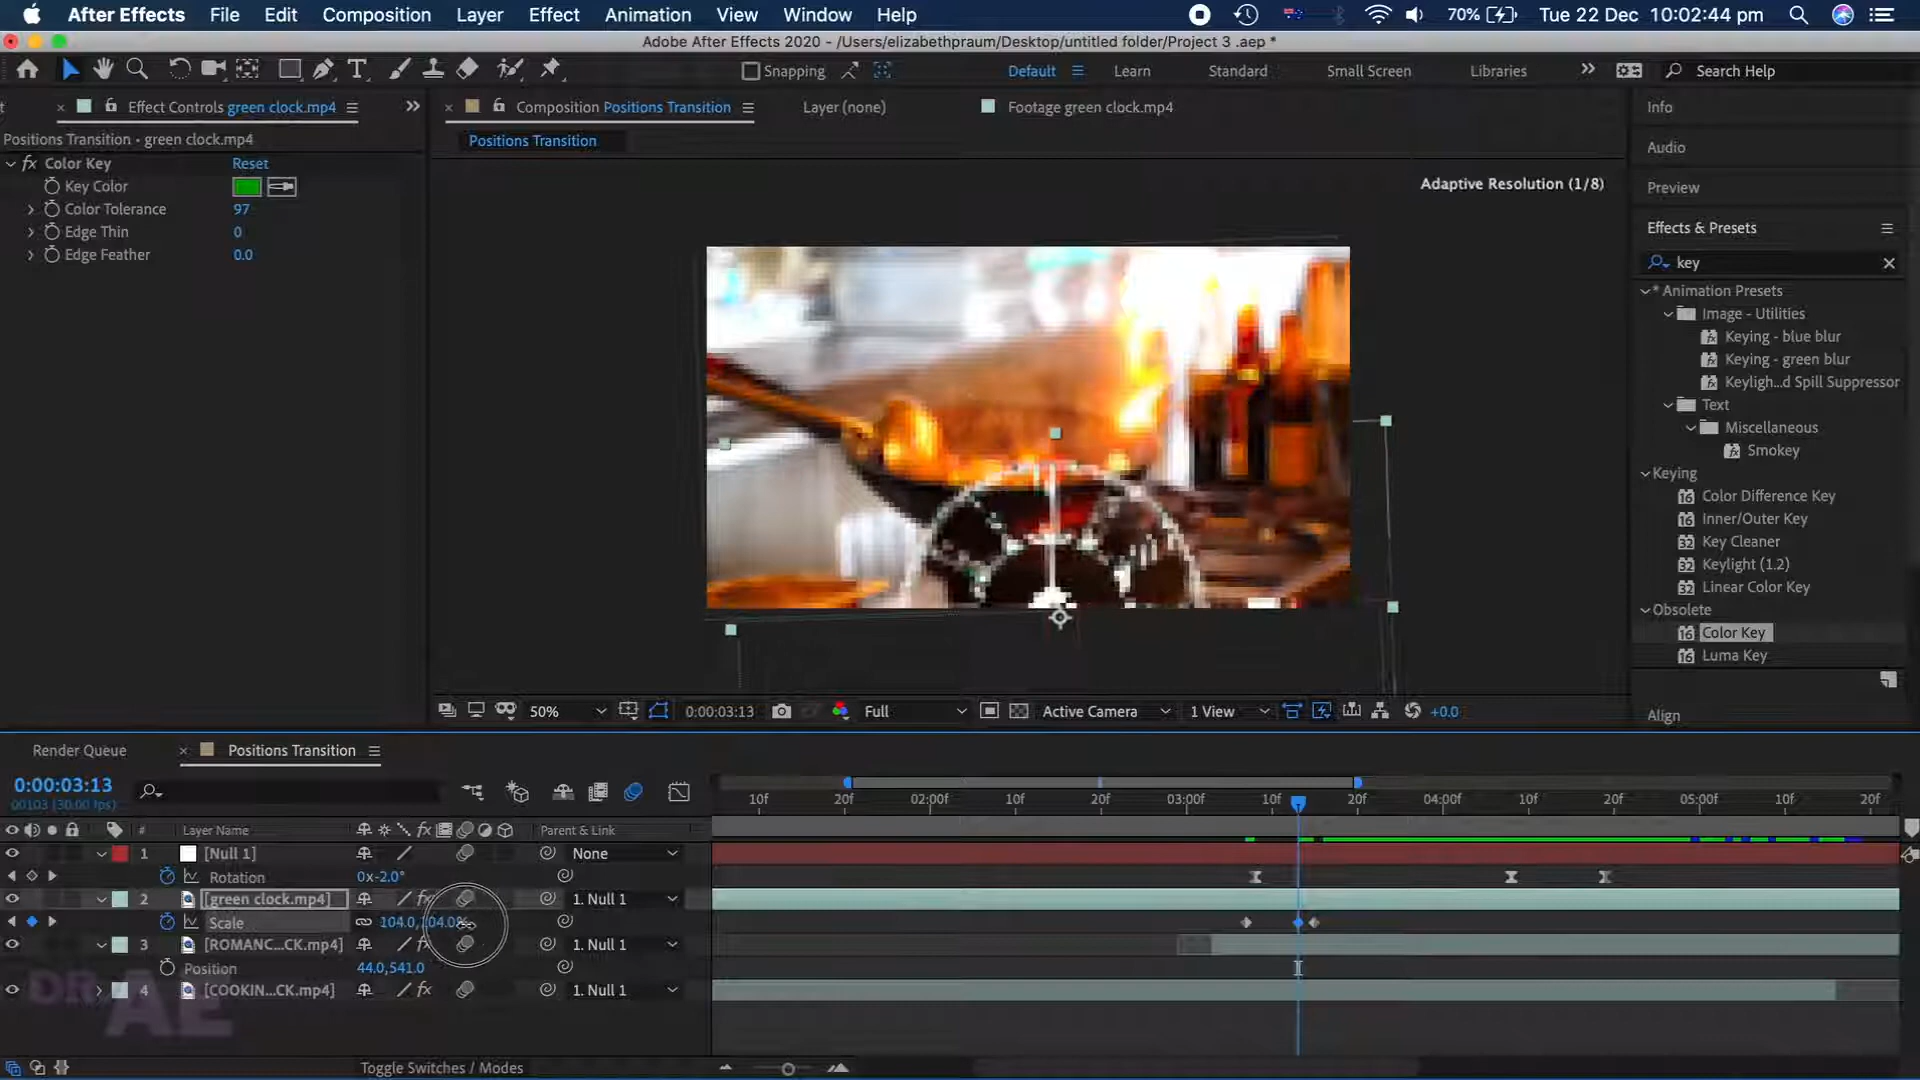 After Effects File Edit Composition Layer Effect Animation View Window Help 70% Tue 22 Dec 10:02:44 pm
Adobe After Effects 2020 - /Users/elizabethpraum/Desktop/untitled folder/Project 3 .aep *
Snapping Default Learn Standard Small Screen Libraries Search Help
Effect Controls green clock.mp4
Composition Positions Transition Layer (none) Footage green clock.mp4
Positions Transition • green clock.mp4
fx Color Key Reset
Key Color
Color Tolerance 97
Edge Thin 0
Edge Feather 0.0
Positions Transition
Adaptive Resolution (1/8)
50% 0:00:03:13 Full Active Camera 1 View +0.0
Info
Audio
Preview
Effects & Presets
key
* Animation Presets
Image - Utilities
Keying - blue blur
Keying - green blur
Keyligh...d Spill Suppressor
Text
Miscellaneous
Smokey
Keying
Color Difference Key
Inner/Outer Key
Key Cleaner
Keylight (1.2)
Linear Color Key
Obsolete
Color Key
Luma Key
Align
Render Queue Positions Transition
0:00:03:13
00103 (30.00 fps)
10f 20f 02:00f 10f 20f 03:00f 10f 20f 04:00f 10f 20f 05:00f 10f 20f
# Layer Name fx Parent & Link
1 [Null 1] None
Rotation 0x-2.0°
2 [green clock.mp4] fx 1. Null 1
Scale 104.0,104.0%
3 [ROMANC...CK.mp4] fx 1. Null 1
Position 44.0,541.0
4 [COOKIN...CK.mp4] fx 1. Null 1
DR AE
Toggle Switches / Modes